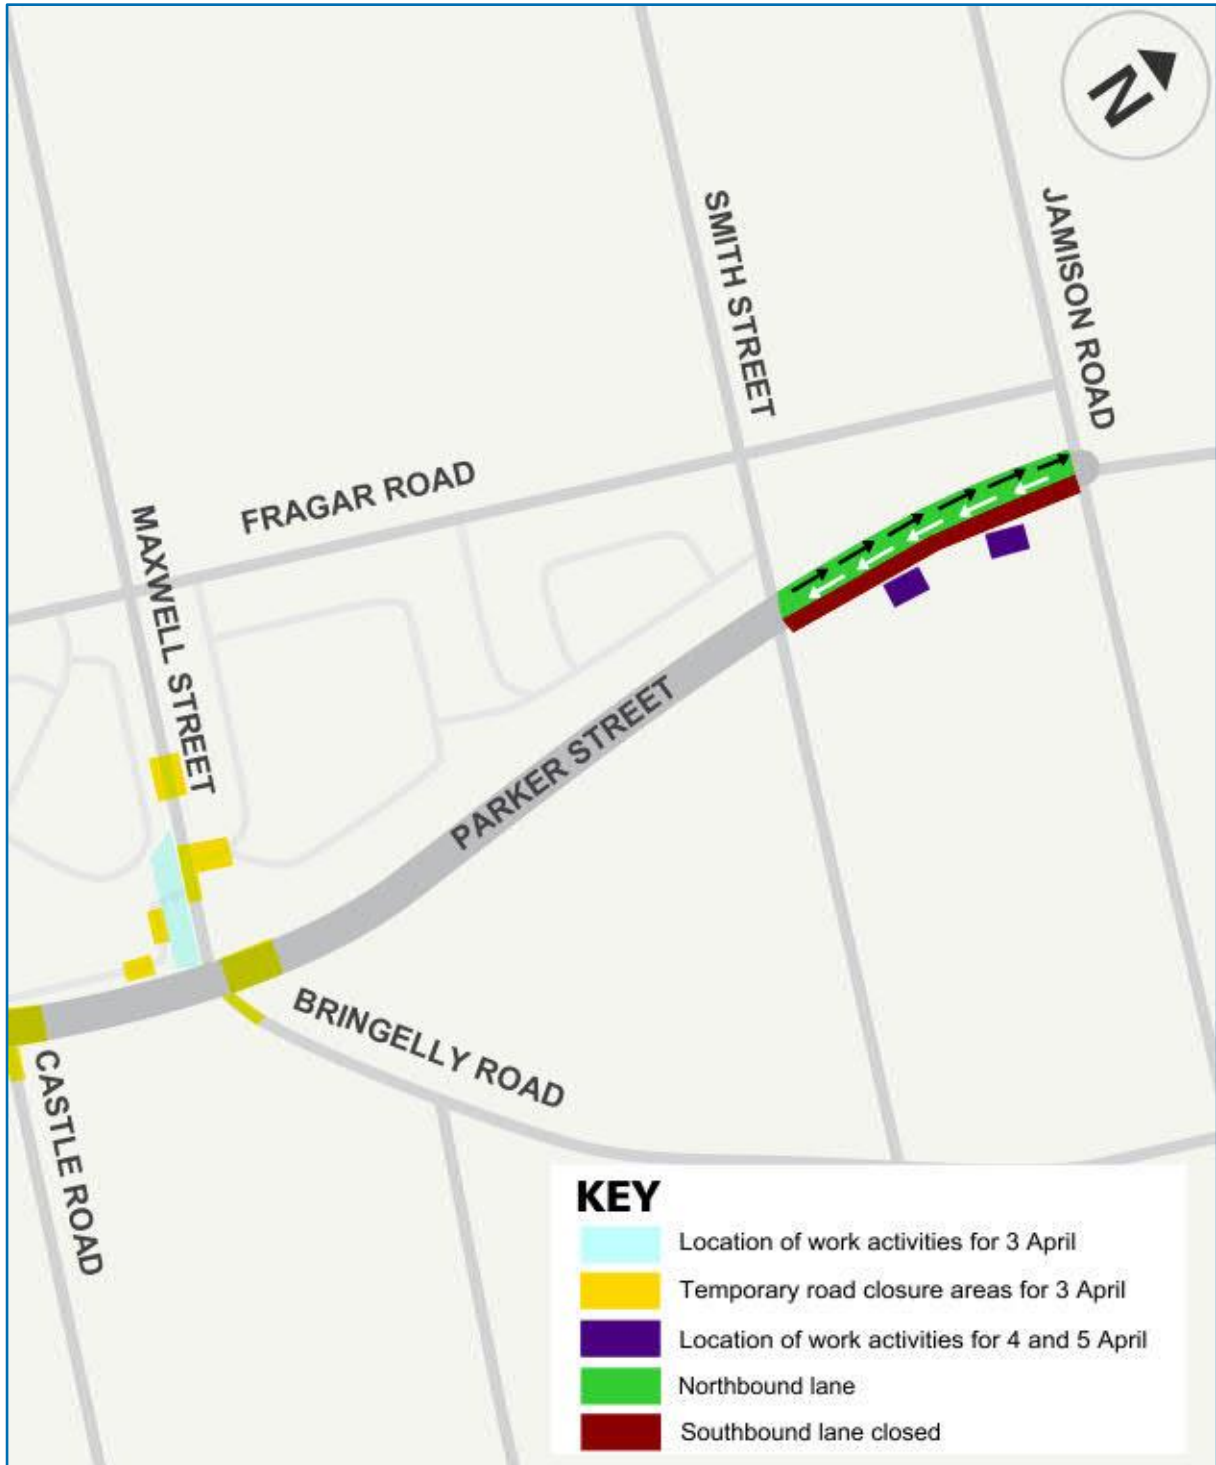 N
SMITH STREET
JAMISON ROAD
FRAGAR ROAD
MAXWELL STREET
PARKER STREET
BRINGELLY ROAD
CASTLE ROAD
KEY
Location of work activities for 3 April
Temporary road closure areas for 3 April
Location of work activities for 4 and 5 April
Northbound lane
Southbound lane closed